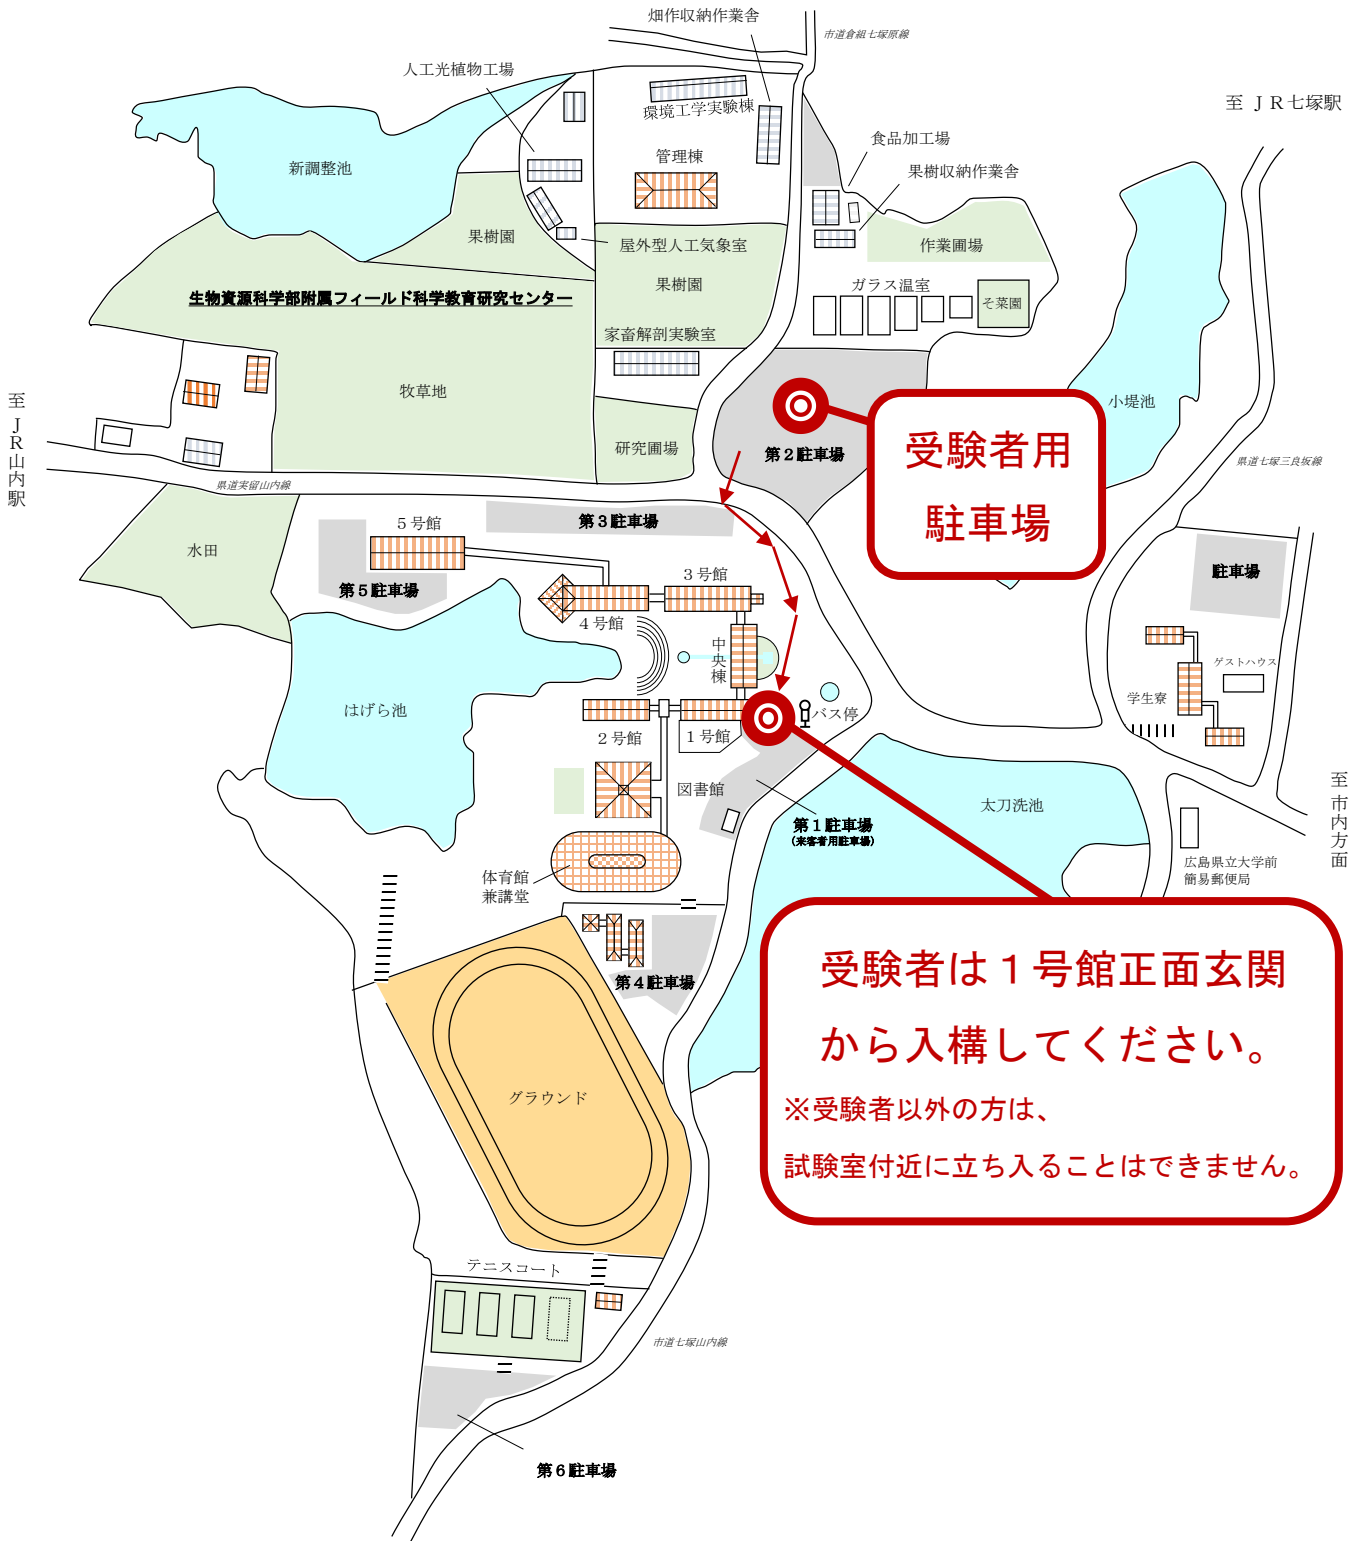 畑作収納作業舎
市道倉組七塚原線
人工光植物工場
至 ＪＲ七塚駅
環境工学実験棟
食品加工場
管理棟
新調整池
果樹収納作業舎
果樹園
屋外型人工気象室
作業圃場
果樹園
ガラス温室
生物資源科学部附属フィールド科学教育研究センター
そ菜園
家畜解剖実験室
牧草地
至ＪＲ山内駅
小堤池
受験者用
駐車場
研究圃場
第２駐車場
県道七塚三良坂線
県道実留山内線
第３駐車場
５号館
水田
駐車場
３号館
第５駐車場
４号館
中央棟
ゲストハウス
学生寮
はげら池
バス停
２号館
１号館
図書館
太刀洗池
至市内方面
第１駐車場
(来客者用駐車場)
広島県立大学前
簡易郵便局
体育館
兼講堂
第４駐車場
受験者は１号館正面玄関
から入構してください。
※受験者以外の方は、
試験室付近に立ち入ることはできません。
グラウンド
テニスコート
市道七塚山内線
第６駐車場